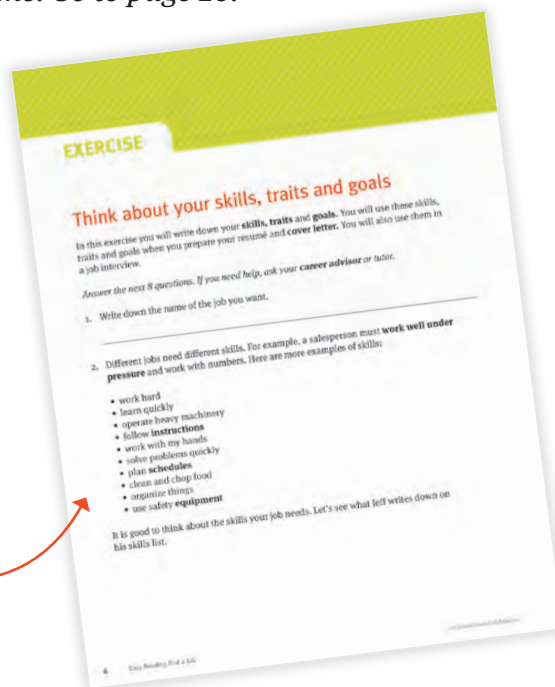 Go to page
EXERCISE
Think about your skills, traits and goals
In this exercise you will write down your skills, traits and goals. You will use these skills,
traits and goals when you prepare your resumé and cover letter. You will also use them in
a job interview.
Answer the next 8 questions. If you need help, ask your career advisor or tutor.
1. Write down the name of the job you want.
2. Different jobs need different skills. For example, a salesperson must work well under
pressure and work with numbers. Here are more examples of skills:
• work hard
• learn quickly
• operate heavy machinery
• follow instructions
• work with my hands
• solve problems quickly
• plan schedules
• clean and chop food
• organize things
• use safety equipment
It is good to think about the skills your job needs. Let's see what Jeff writes down on
his skills list.
6 Easy Reading: Find a Job